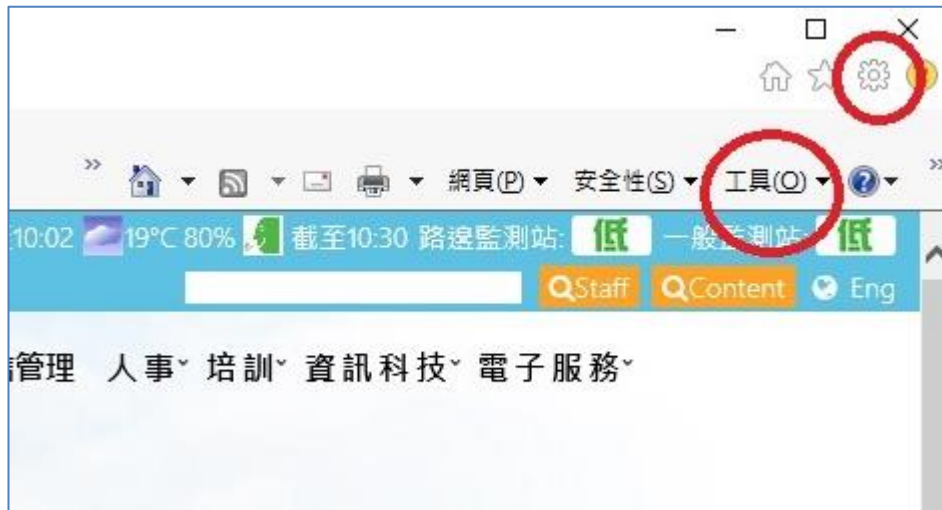 網頁(P) 安全性(S) 工具(O)
10:02 19°C 80% 截至10:30 路邊監測站: 低 一般監測站: 低
Staff Content Eng
管理 人事 培訓 資訊科技 電子服務